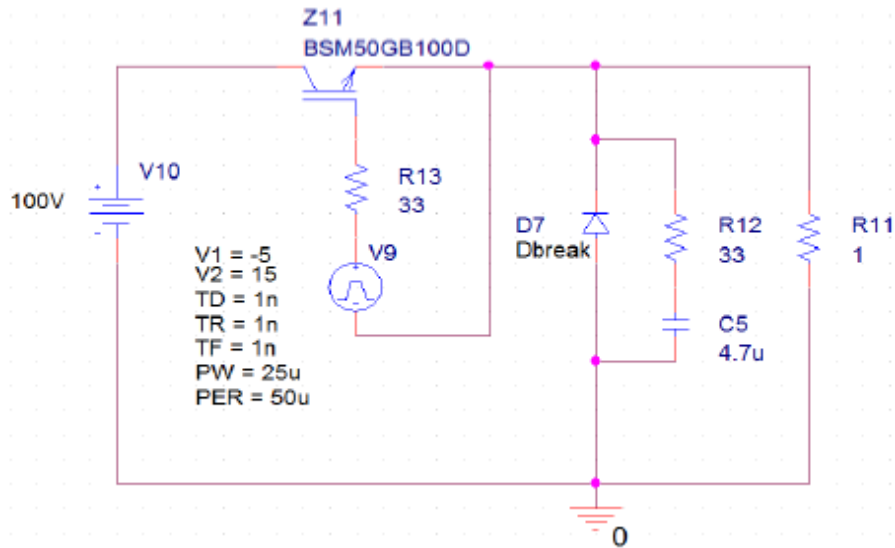 Z11
BSM50GB100D
V10
100V
+
-
R13
33
V9
+
V1 = -5
V2 = 15
TD = 1n
TR = 1n
TF = 1n
PW = 25u
PER = 50u
D7
Dbreak
R12
33
C5
4.7u
R11
1
0